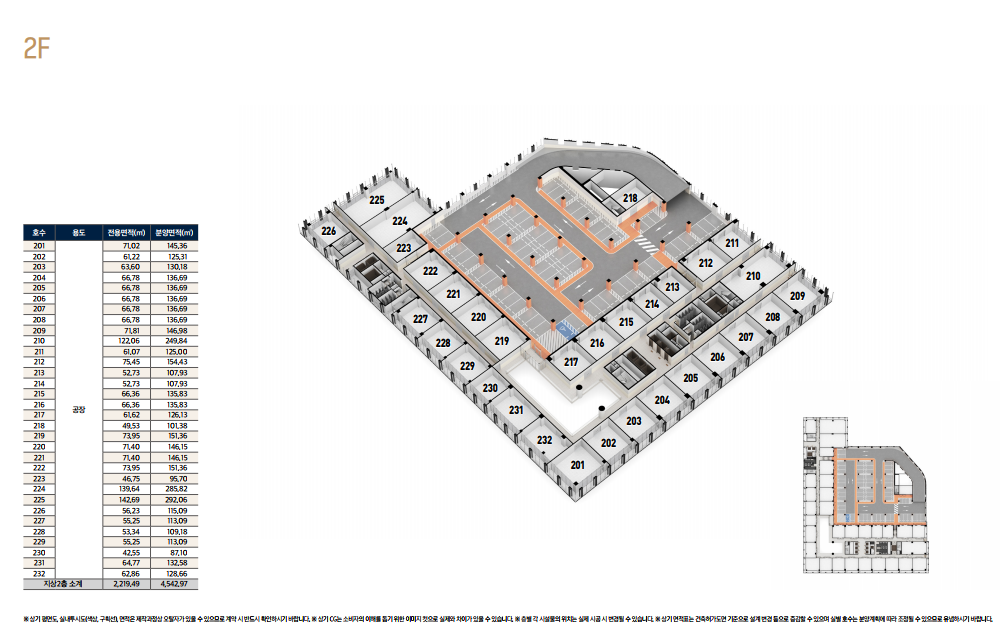 2F
호수 용도 전용면적(㎡) 분양면적(㎡)
201 71,02 145,36
202 61,22 125,31
203 63,60 130,18
204 66,78 136,69
205 66,78 136,69
206 66,78 136,69
207 66,78 136,69
208 66,78 136,69
209 71,81 146,98
210 122,06 249,84
211 61,07 125,00
212 75,45 154,43
213 52,73 107,93
214 52,73 107,93
215 66,36 135,83
216 66,36 135,83
공장
217 61,62 126,13
218 49,53 101,38
219 73,95 151,36
220 71,40 146,15
221 71,40 146,15
222 73,95 151,36
223 46,75 95,70
224 139,64 285,82
225 142,69 292,06
226 56,23 115,09
227 55,25 113,09
228 53,34 109,18
229 55,25 113,09
230 42,55 87,10
231 64,77 132,58
232 62,86 128,66
지상2층 소계 2,219,49 4,542,97
225
218
224
226
211
223
212
222
210
213
221
209
214
220
227
215
208
219
228
216
207
217
206
229
205
230
204
231
203
232
202
201
※ 상기 평면도, 실내투시도(색상, 구획선), 면적은 제작과정상 오탈자가 있을 수 있으므로 계약 시 반드시 확인하시기 바랍니다. ※ 상기 CG는 소비자의 이해를 돕기 위한 이미지 컷으로 실제와 차이가 있을 수 있습니다. ※ 층별 각 시설물의 위치는 실제 시공 시 변경될 수 있습니다. ※ 상기 면적표는 건축허가도면 기준으로 설계 변경 등으로 증감할 수 있으며 실별 호수는 분양계획에 따라 조정될 수 있으므로 유념하시기 바랍니다.